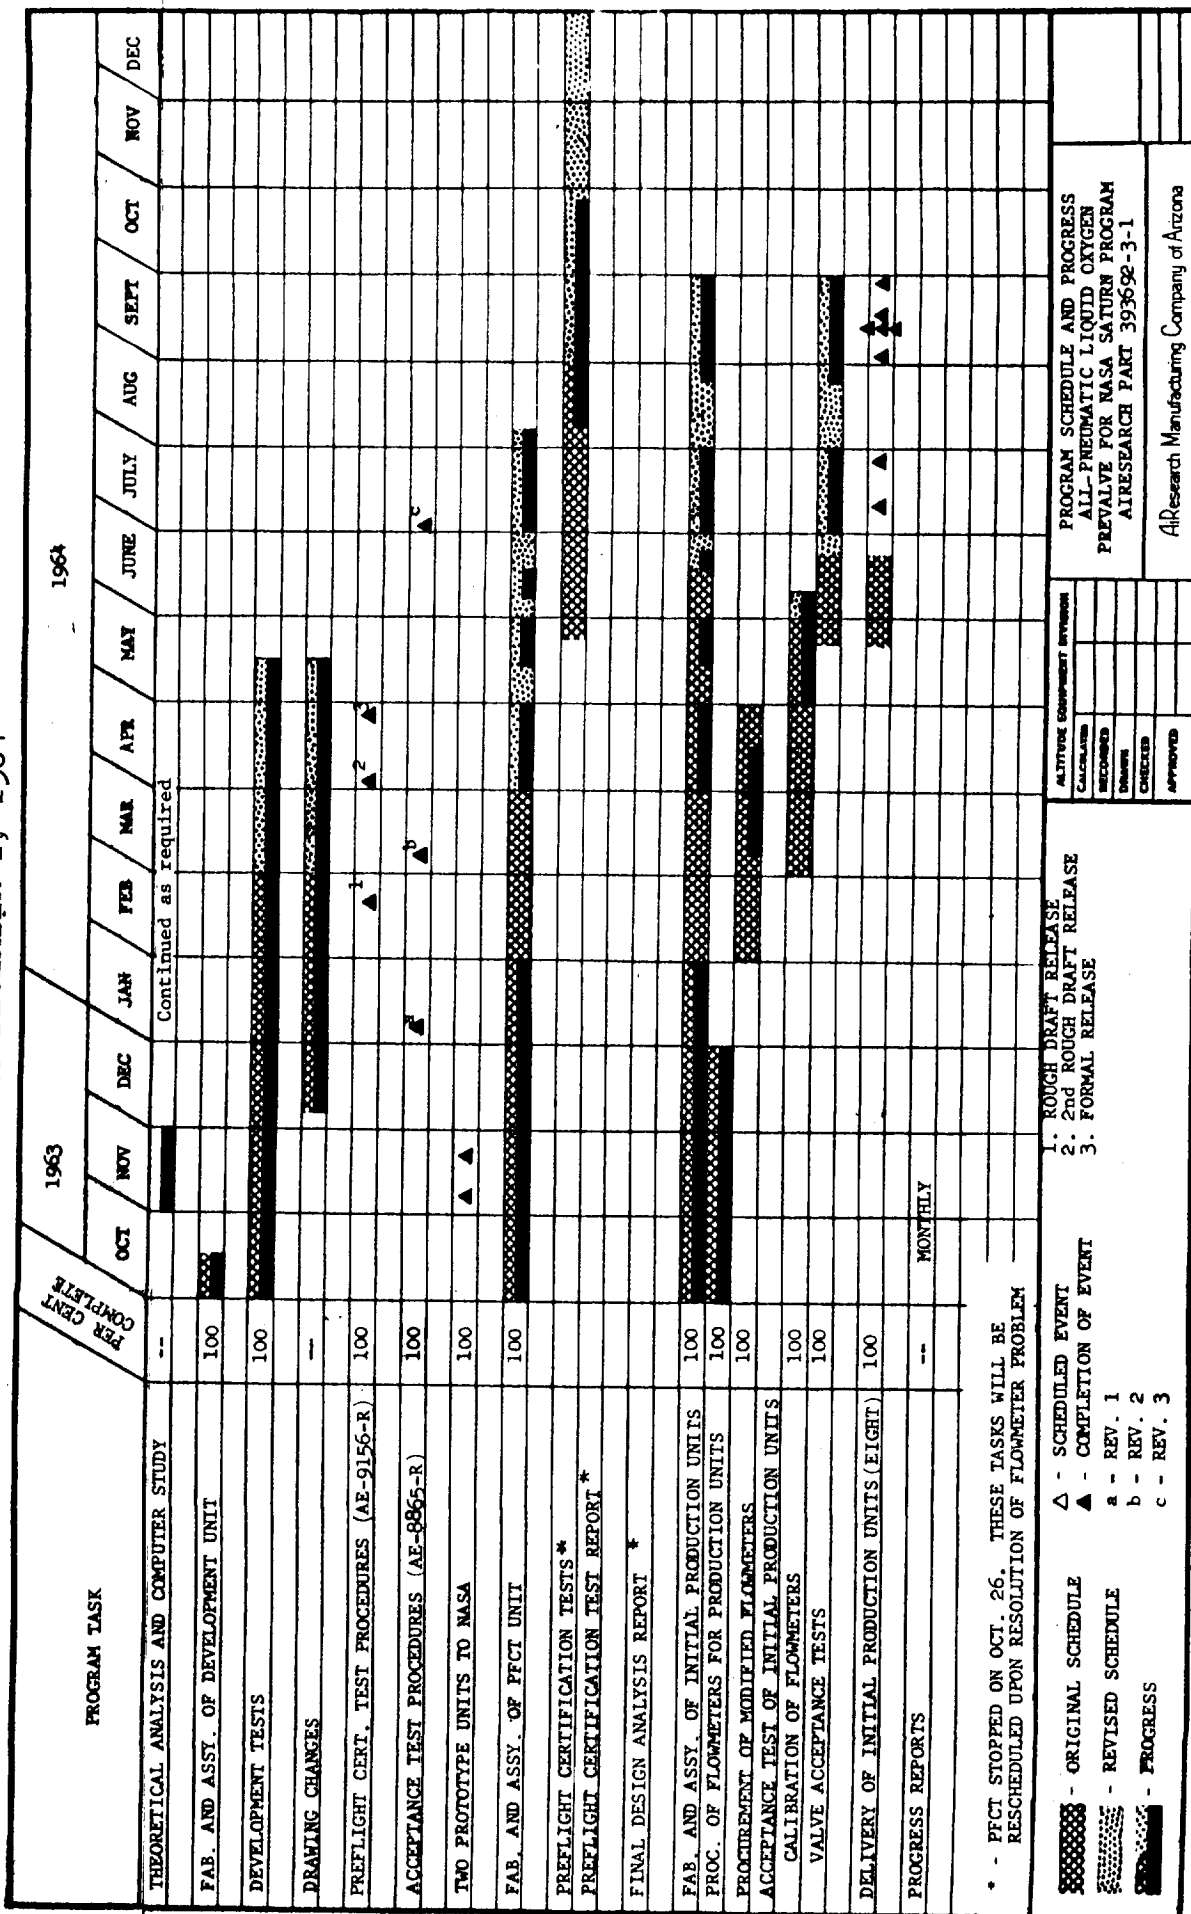 1963
1964
PROGRAM TASK
PER CENT
COMPLETE
OCT NOV DEC JAN FEB MAR APR MAY JUNE JULY AUG SEPT OCT NOV DEC
THEORETICAL ANALYSIS AND COMPUTER STUDY -- Continued as required
FAB. AND ASSY. OF DEVELOPMENT UNIT 100
DEVELOPMENT TESTS 100
DRAWING CHANGES --
PREFLIGHT CERT. TEST PROCEDURES (AE-9156-R) 100 1 2 3
ACCEPTANCE TEST PROCEDURES (AE-8865-R) 100 a b c
TWO PROTOTYPE UNITS TO NASA 100
FAB. AND ASSY. OF PFCT UNIT 100
PREFLIGHT CERTIFICATION TESTS *
PREFLIGHT CERTIFICATION TEST REPORT *
FINAL DESIGN ANALYSIS REPORT *
FAB. AND ASSY. OF INITIAL PRODUCTION UNITS 100
PROC. OF FLOWMETERS FOR PRODUCTION UNITS 100
PROCUREMENT OF MODIFIED FLOWMETERS 100
ACCEPTANCE TEST OF INITIAL PRODUCTION UNITS
CALIBRATION OF FLOWMETERS 100
VALVE ACCEPTANCE TESTS 100
DELIVERY OF INITIAL PRODUCTION UNITS (EIGHT) 100
PROGRESS REPORTS -- MONTHLY
* - PFCT STOPPED ON OCT. 26. THESE TASKS WILL BE
RESCHEDULED UPON RESOLUTION OF FLOWMETER PROBLEM
- ORIGINAL SCHEDULE
- REVISED SCHEDULE
- PROGRESS
△ - SCHEDULED EVENT
▲ - COMPLETION OF EVENT
a - REV. 1
b - REV. 2
c - REV. 3
1. ROUGH DRAFT RELEASE
2. 2nd ROUGH DRAFT RELEASE
3. FORMAL RELEASE
ALTITUDE EQUIPMENT DIVISION
CALCULATED
RECORDED
DRAWN
CHECKED
APPROVED
PROGRAM SCHEDULE AND PROGRESS
ALL-PNEUMATIC LIQUID OXYGEN
PREVALVE FOR NASA SATURN PROGRAM
AIRESEARCH PART 393692-3-1
AiResearch Manufacturing Company of Arizona